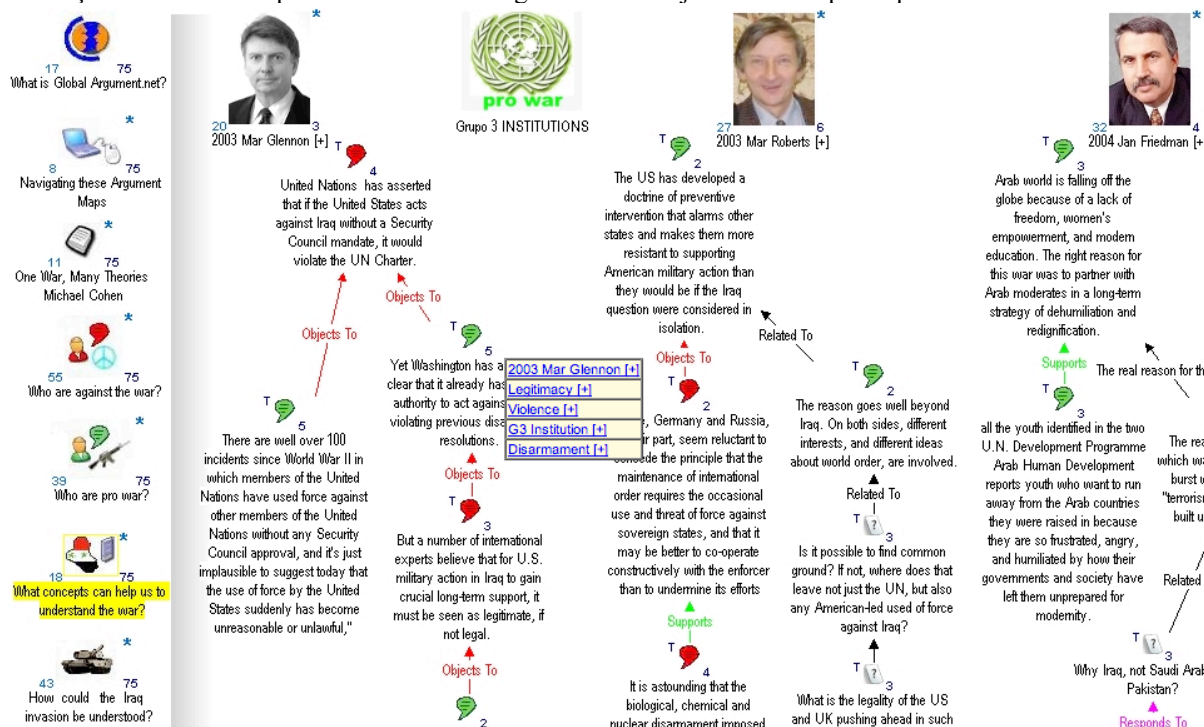 17 75
What is Global Argument.net?
8 75
Navigating these Argument
Maps
11 75
One War, Many Theories
Michael Cohen
55 75
Who are against the war?
39 75
Who are pro war?
18 75
What concepts can help us to
understand the war?
43 75
How could the Iraq
invasion be understood?
20 3
2003 Mar Glennon [+]
T
4
United Nations has asserted
that if the United States acts
against Iraq without a Security
Council mandate, it would
violate the UN Charter.
Objects To
Objects To
T
5
There are well over 100
incidents since World War II in
which members of the United
Nations have used force against
other members of the United
Nations without any Security
Council approval, and it's just
implausible to suggest today that
the use of force by the United
States suddenly has become
unreasonable or unlawful,"
pro war
Grupo 3 INSTITUTIONS
T
5
Yet Washington has a
clear that it already has
authority to act agains
violating previous disa
resolutions.
2003 Mar Glennon [+]
Legitimacy [+]
Violence [+]
G3 Institution [+]
Disarmament [+]
Objects To
T
3
But a number of international
experts believe that for U.S.
military action in Iraq to gain
crucial long-term support, it
must be seen as legitimate, if
not legal.
Objects To
2
27 6
2003 Mar Roberts [+]
T
2
The US has developed a
doctrine of preventive
intervention that alarms other
states and makes them more
resistant to supporting
American military action than
they would be if the Iraq
question were considered in
isolation.
Objects To
T
2
, Germany and Russia,
part, seem reluctant to
the principle that the
maintenance of international
order requires the occasional
use and threat of force against
sovereign states, and that it
may be better to co-operate
constructively with the enforcer
than to undermine its efforts
Supports
T
4
It is astounding that the
biological, chemical and
nuclear disarmament imposed
Related To
T
2
The reason goes well beyond
Iraq. On both sides, different
interests, and different ideas
about world order, are involved.
Related To
T ?
3
Is it possible to find common
ground? If not, where does that
leave not just the UN, but also
any American-led used of force
against Iraq?
T ?
3
What is the legality of the US
and UK pushing ahead in such
32 4
2004 Jan Friedman [+
T
3
Arab world is falling off the
globe because of a lack of
freedom, women's
empowerment, and modern
education. The right reason for
this war was to partner with
Arab moderates in a long-term
strategy of dehumiliation and
redignification.
Supports
The real reason for th
T
3
all the youth identified in the two
U.N. Development Programme
Arab Human Development
reports youth who want to run
away from the Arab countries
they were raised in because
they are so frustrated, angry,
and humiliated by how their
governments and society have
left them unprepared for
modernity.
The rea
which wa
burst
"terroris
built u
Related
T ?
3
Why Iraq, not Saudi Arab
Pakistan?
Responds To